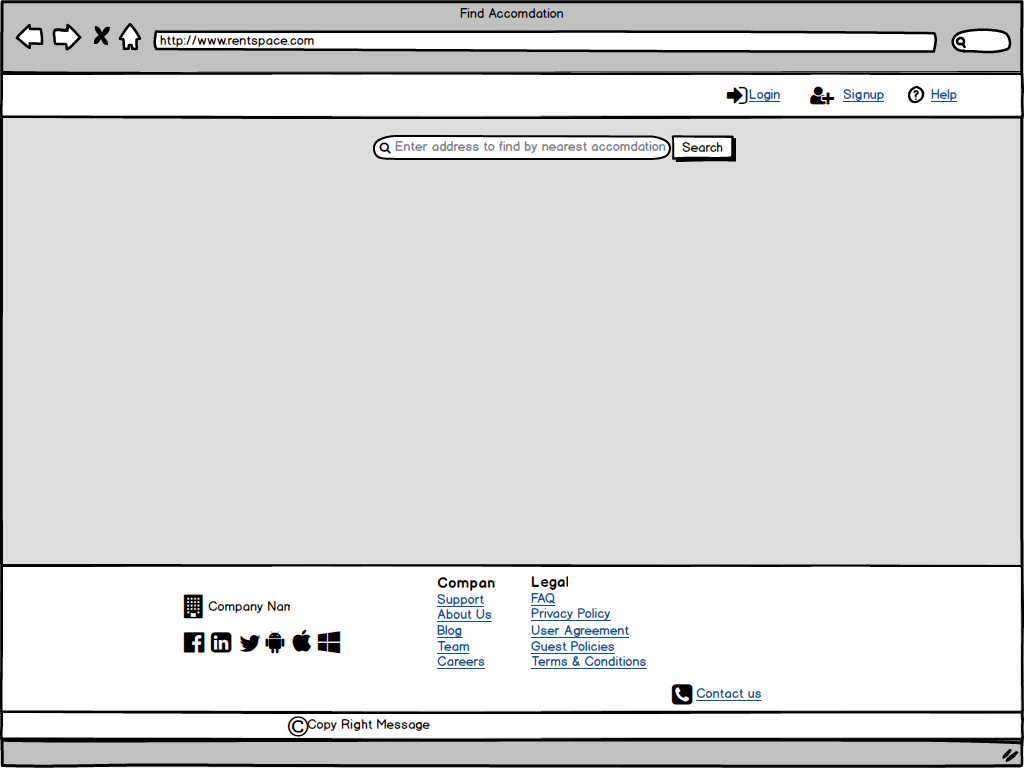 Find Accomdation
http://www.rentspace.com
Login Signup Help
Enter address to find by nearest accomdation Search
Compan Legal
Support FAQ
Company Nam About Us Privacy Policy
Blog User Agreement
Team Guest Policies
Careers Terms & Conditions
Contact us
© Copy Right Message